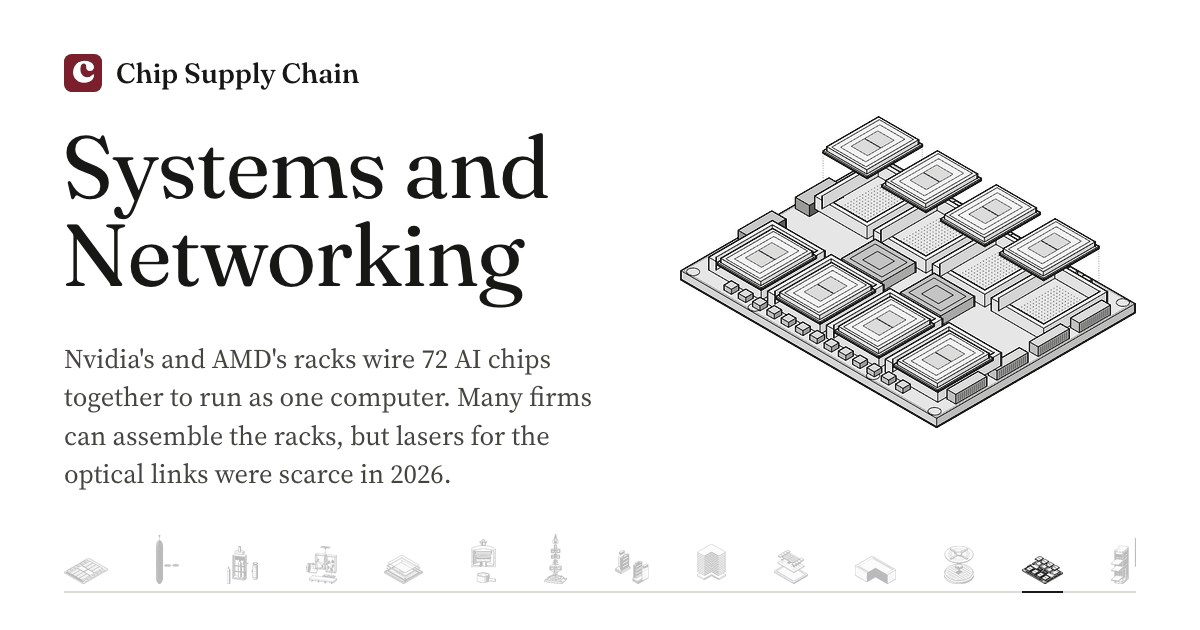 Chip Supply Chain
Systems and
Networking
Nvidia's and AMD's racks wire 72 AI chips
together to run as one computer. Many firms
can assemble the racks, but lasers for the
optical links were scarce in 2026.